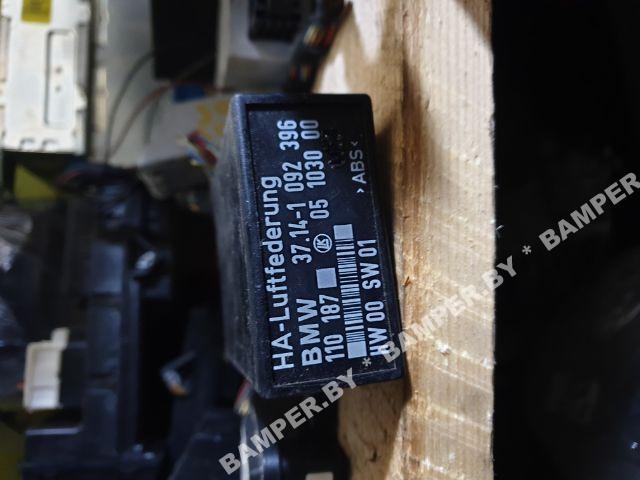 HA-Luftfederung
BMW 37.14-1 092 396
110 187 05 1030 00
HW 00 SW 01
>ABS<
BAMPER.BY * BAMPER.BY * BAMPER.BY